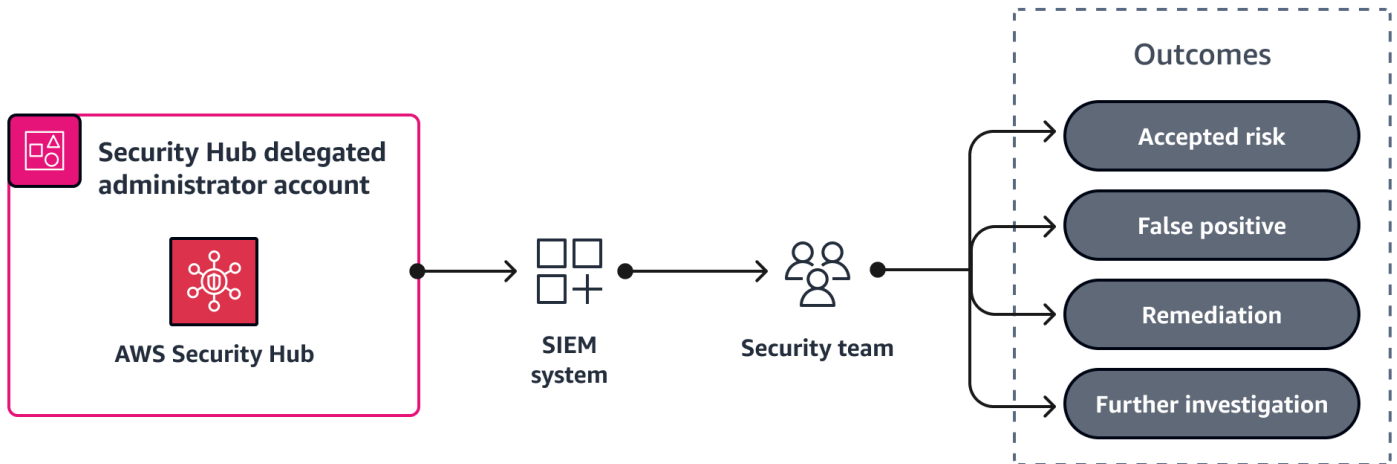 Security Hub delegated
administrator account
AWS Security Hub
SIEM
system
Security team
Outcomes
Accepted risk
False positive
Remediation
Further investigation